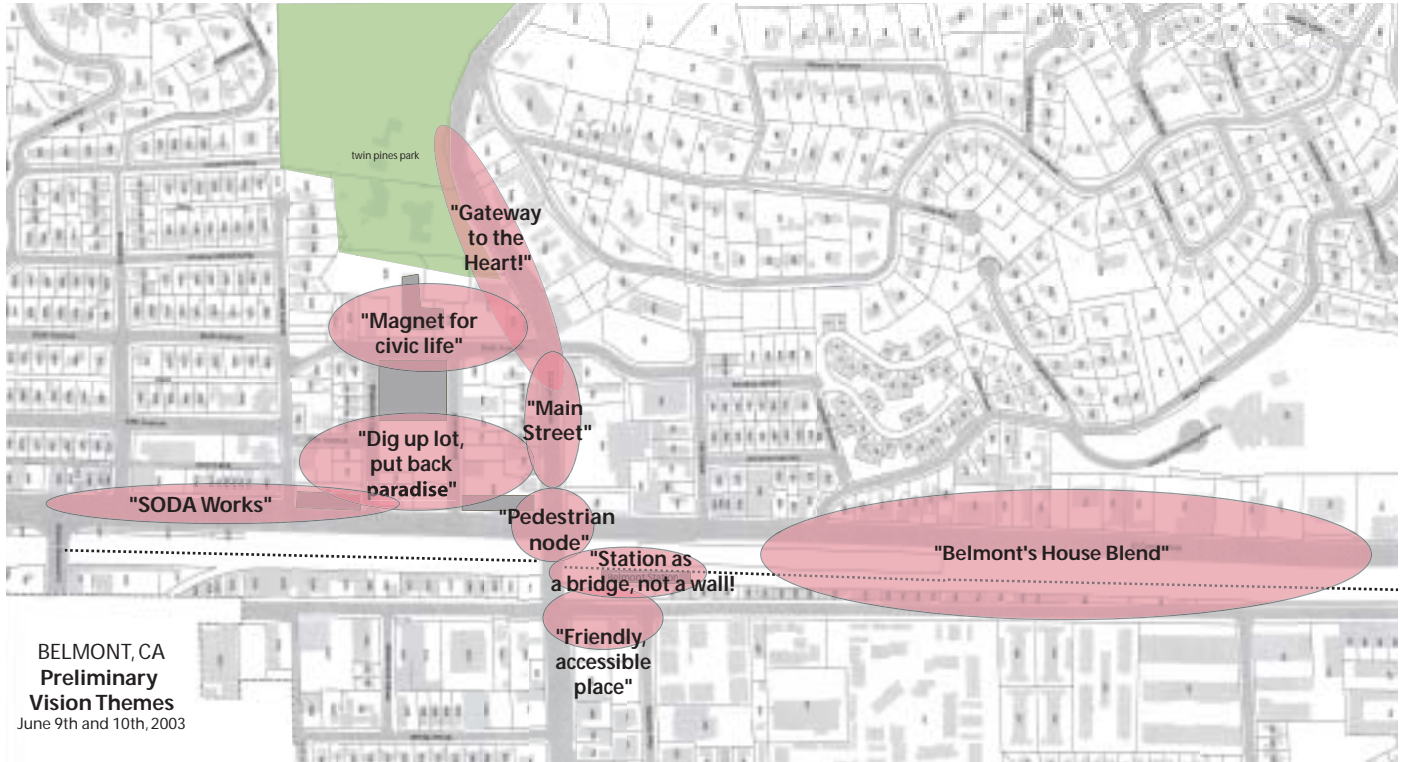 twin pines park
"Gateway
to the
Heart!"
"Magnet for
civic life"
"Main
Street"
"Dig up lot,
put back
paradise"
"SODA Works"
"Pedestrian
node"
"Belmont's House Blend"
"Station as
a bridge, not a wall!
Belmont Station
"Friendly,
accessible
place"
BELMONT, CA
Preliminary
Vision Themes
June 9th and 10th, 2003